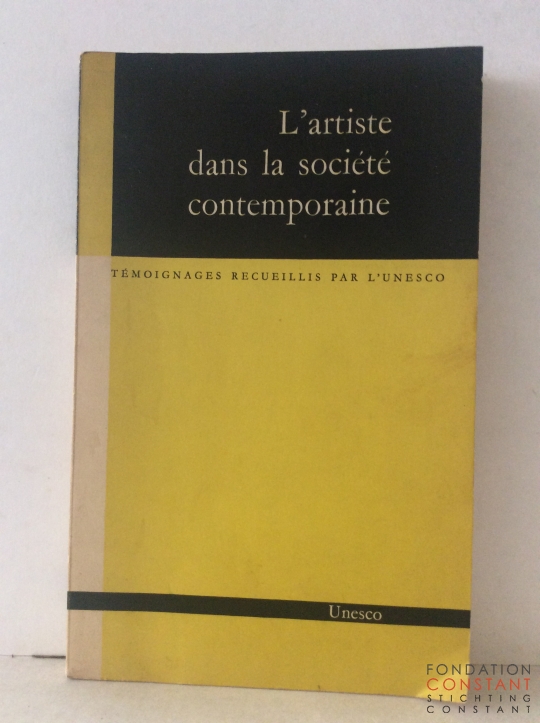 L'artiste
dans la société
contemporaine
TÉMOIGNAGES RECUEILLIS PAR L'UNESCO
Unesco
FONDATION
CONSTANT
STICHTING
CONSTANT